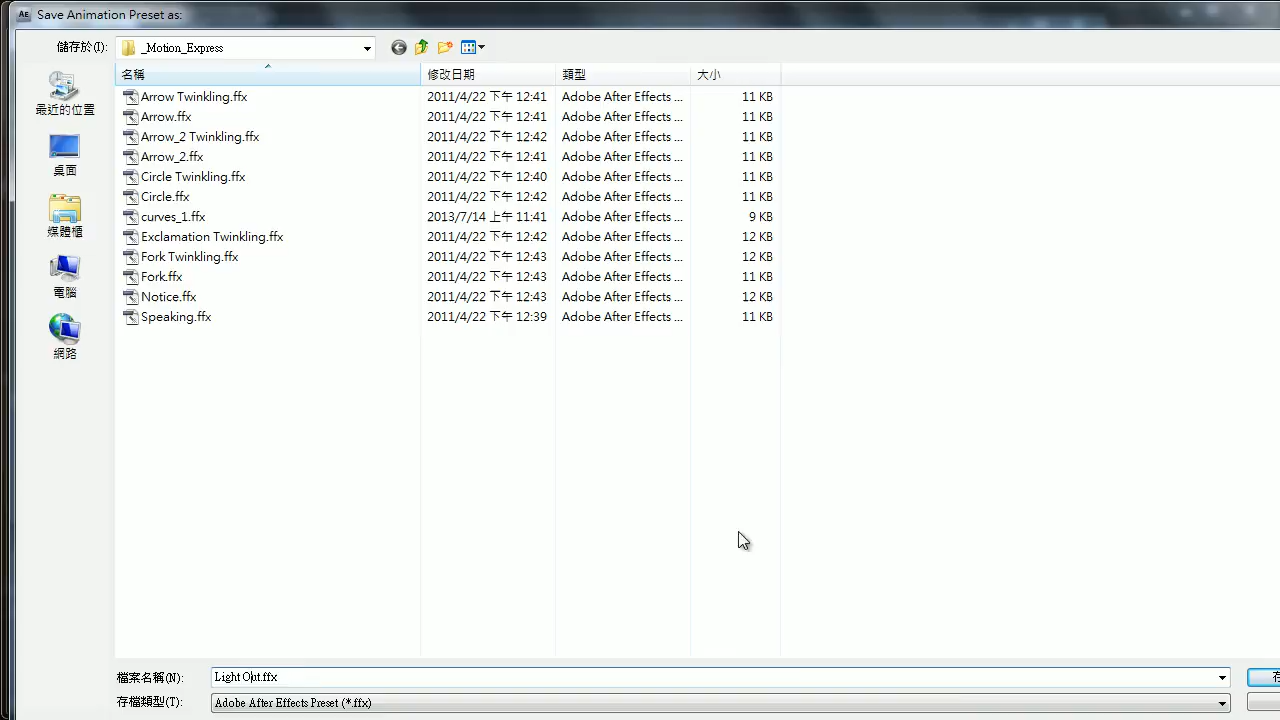 AE Save Animation Preset as:
儲存於(I): _Motion_Express
名稱 修改日期 類型 大小
Arrow Twinkling.ffx 2011/4/22 下午 12:41 Adobe After Effects ... 11 KB
Arrow.ffx 2011/4/22 下午 12:41 Adobe After Effects ... 11 KB
Arrow_2 Twinkling.ffx 2011/4/22 下午 12:42 Adobe After Effects ... 11 KB
Arrow_2.ffx 2011/4/22 下午 12:41 Adobe After Effects ... 11 KB
Circle Twinkling.ffx 2011/4/22 下午 12:40 Adobe After Effects ... 11 KB
Circle.ffx 2011/4/22 下午 12:42 Adobe After Effects ... 11 KB
curves_1.ffx 2013/7/14 上午 11:41 Adobe After Effects ... 9 KB
Exclamation Twinkling.ffx 2011/4/22 下午 12:42 Adobe After Effects ... 12 KB
Fork Twinkling.ffx 2011/4/22 下午 12:43 Adobe After Effects ... 12 KB
Fork.ffx 2011/4/22 下午 12:43 Adobe After Effects ... 11 KB
Notice.ffx 2011/4/22 下午 12:43 Adobe After Effects ... 12 KB
Speaking.ffx 2011/4/22 下午 12:39 Adobe After Effects ... 11 KB
最近的位置
桌面
媒體櫃
電腦
網路
檔案名稱(N): Light Out.ffx
存檔類型(T): Adobe After Effects Preset (*.ffx)